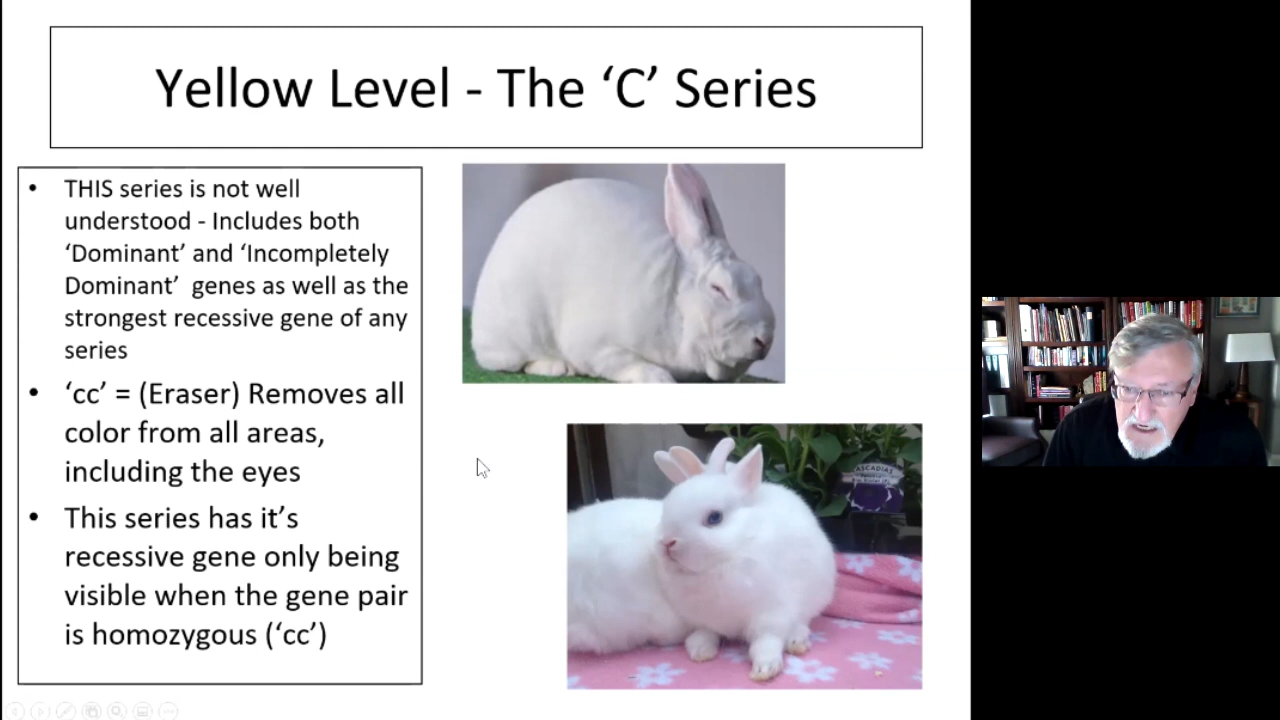 Yellow Level - The ‘C’ Series
• THIS series is not well
understood - Includes both
‘Dominant’ and ‘Incompletely
Dominant’ genes as well as the
strongest recessive gene of any
series
• ‘cc’ = (Eraser) Removes all
color from all areas,
including the eyes
• This series has it’s
recessive gene only being
visible when the gene pair
is homozygous (‘cc’)